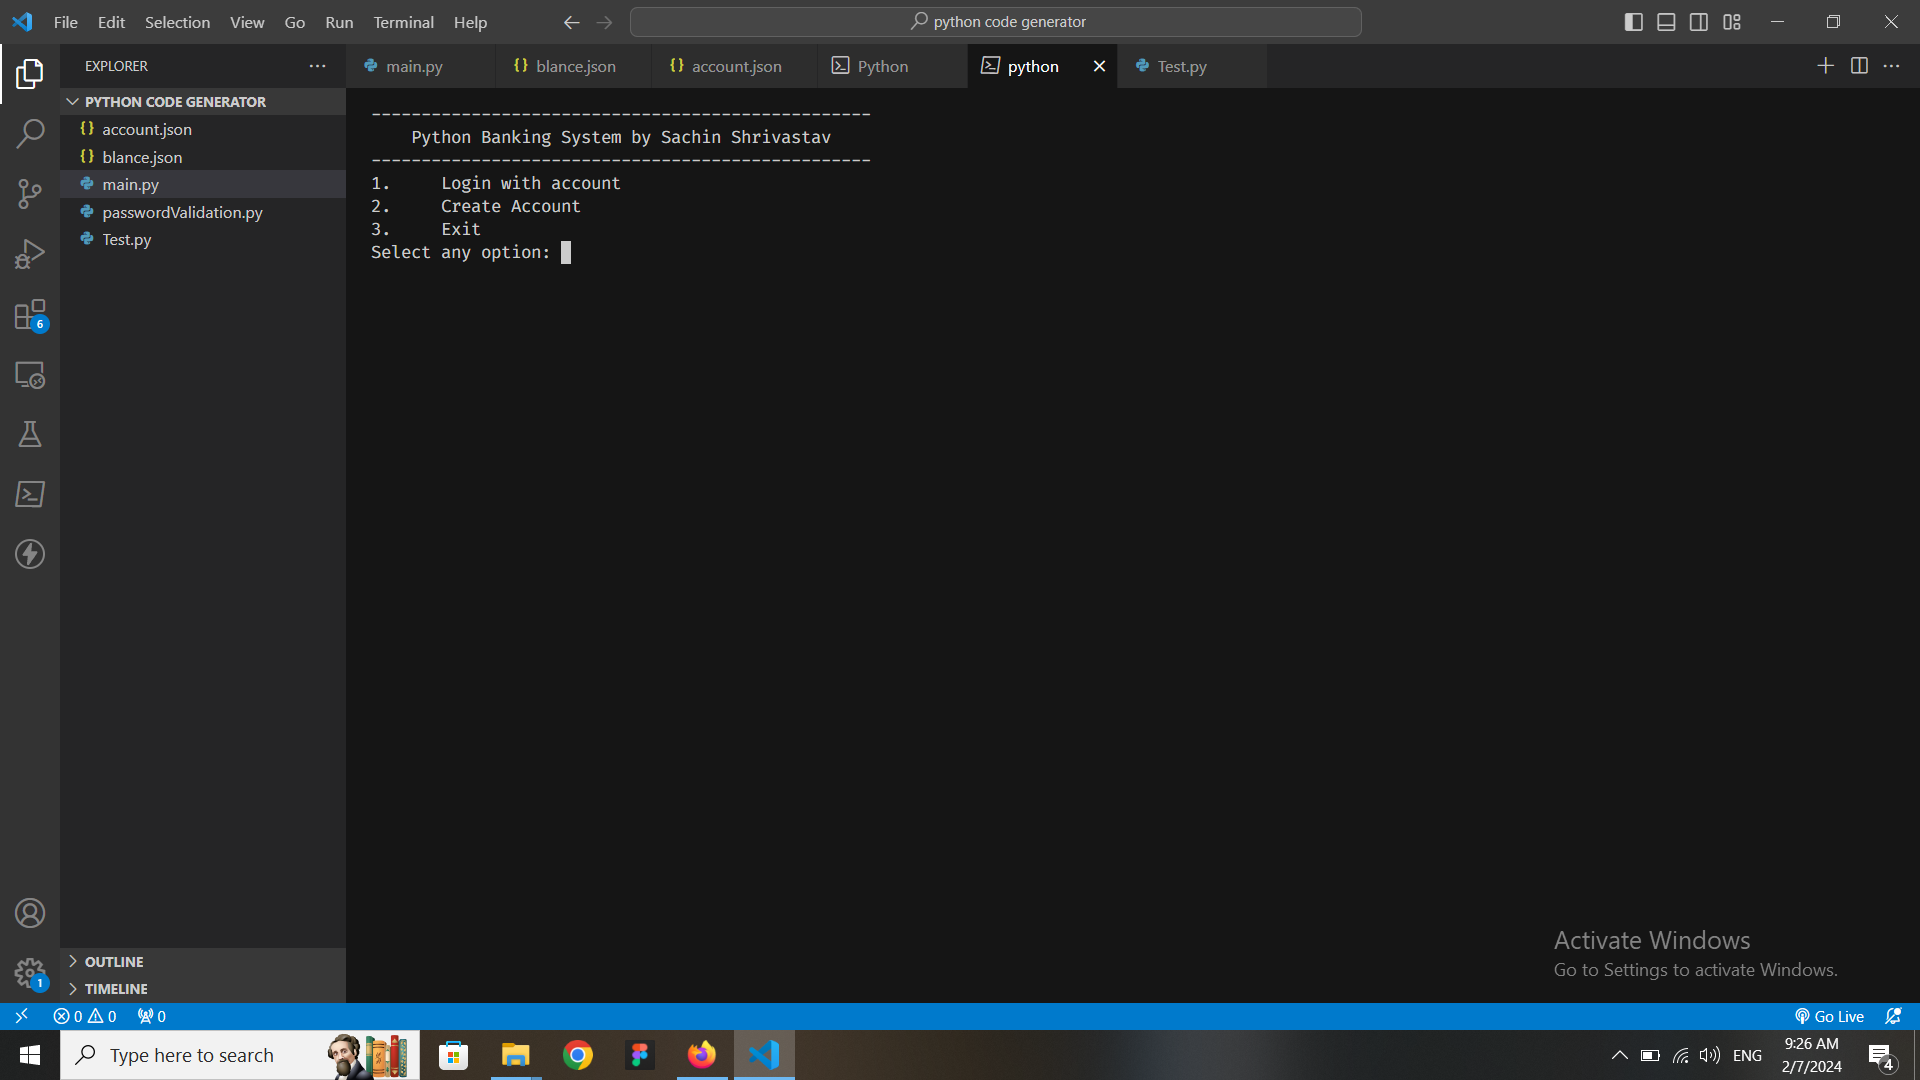 File Edit Selection View Go Run Terminal Help
python code generator
EXPLORER
main.py
blance.json
account.json
Python
python
Test.py
PYTHON CODE GENERATOR
account.json
blance.json
main.py
passwordValidation.py
Test.py
--------------------------------------------------
Python Banking System by Sachin Shrivastav
--------------------------------------------------
1. Login with account
2. Create Account
3. Exit
Select any option:
6
1
OUTLINE
TIMELINE
Activate Windows
Go to Settings to activate Windows.
0 0 0
Go Live
Type here to search
ENG
9:26 AM
2/7/2024
4